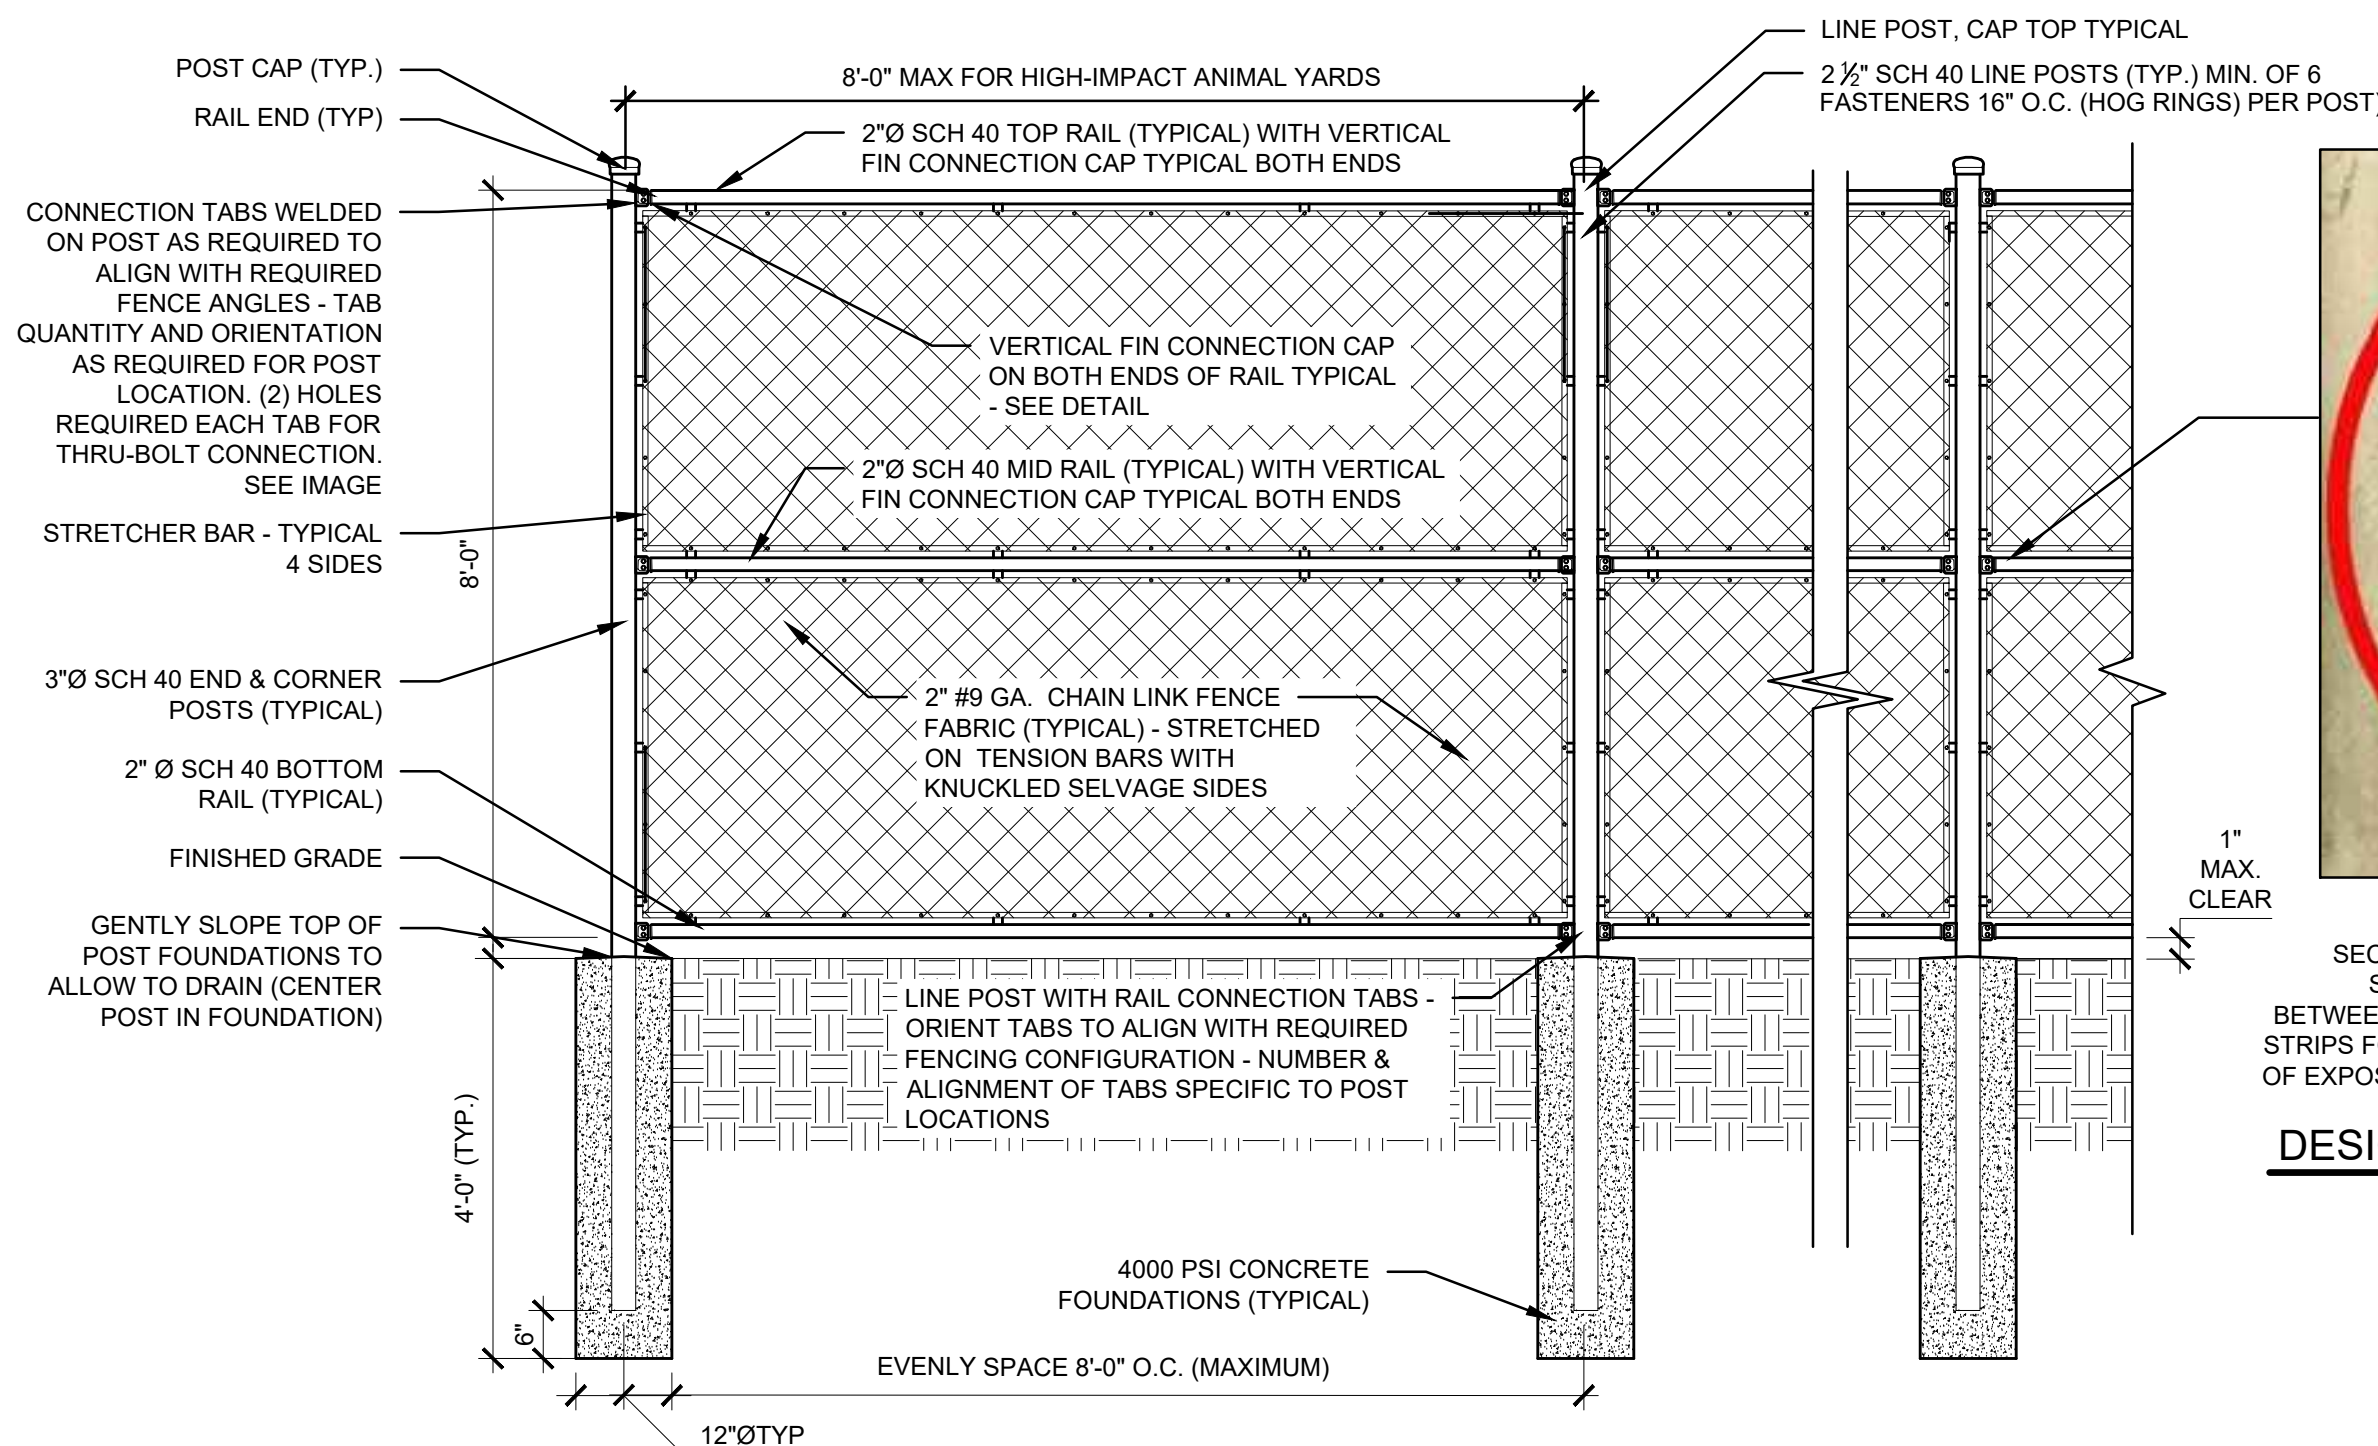 POST CAP (TYP.)
RAIL END (TYP)
CONNECTION TABS WELDED
ON POST AS REQUIRED TO
ALIGN WITH REQUIRED
FENCE ANGLES - TAB
QUANTITY AND ORIENTATION
AS REQUIRED FOR POST
LOCATION. (2) HOLES
REQUIRED EACH TAB FOR
THRU-BOLT CONNECTION.
SEE IMAGE
STRETCHER BAR - TYPICAL
4 SIDES
3"Ø SCH 40 END & CORNER
POSTS (TYPICAL)
2" Ø SCH 40 BOTTOM
RAIL (TYPICAL)
FINISHED GRADE
GENTLY SLOPE TOP OF
POST FOUNDATIONS TO
ALLOW TO DRAIN (CENTER
POST IN FOUNDATION)
8'-0"
4'-0" (TYP.)
6"
8'-0" MAX FOR HIGH-IMPACT ANIMAL YARDS
2"Ø SCH 40 TOP RAIL (TYPICAL) WITH VERTICAL
FIN CONNECTION CAP TYPICAL BOTH ENDS
VERTICAL FIN CONNECTION CAP
ON BOTH ENDS OF RAIL TYPICAL
- SEE DETAIL
2"Ø SCH 40 MID RAIL (TYPICAL) WITH VERTICAL
FIN CONNECTION CAP TYPICAL BOTH ENDS
2" #9 GA. CHAIN LINK FENCE
FABRIC (TYPICAL) - STRETCHED
ON TENSION BARS WITH
KNUCKLED SELVAGE SIDES
LINE POST WITH RAIL CONNECTION TABS -
ORIENT TABS TO ALIGN WITH REQUIRED
FENCING CONFIGURATION - NUMBER &
ALIGNMENT OF TABS SPECIFIC TO POST
LOCATIONS
4000 PSI CONCRETE
FOUNDATIONS (TYPICAL)
EVENLY SPACE 8'-0" O.C. (MAXIMUM)
12"ØTYP
LINE POST, CAP TOP TYPICAL
2 ½" SCH 40 LINE POSTS (TYP.) MIN. OF 6
FASTENERS 16" O.C. (HOG RINGS) PER POST)
1"
MAX.
CLEAR
STRIPS
OF